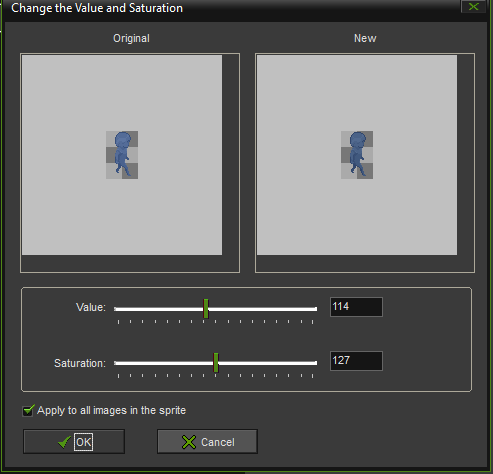 Change the Value and Saturation
Original New
Value: 114
Saturation: 127
Apply to all images in the sprite
OK Cancel